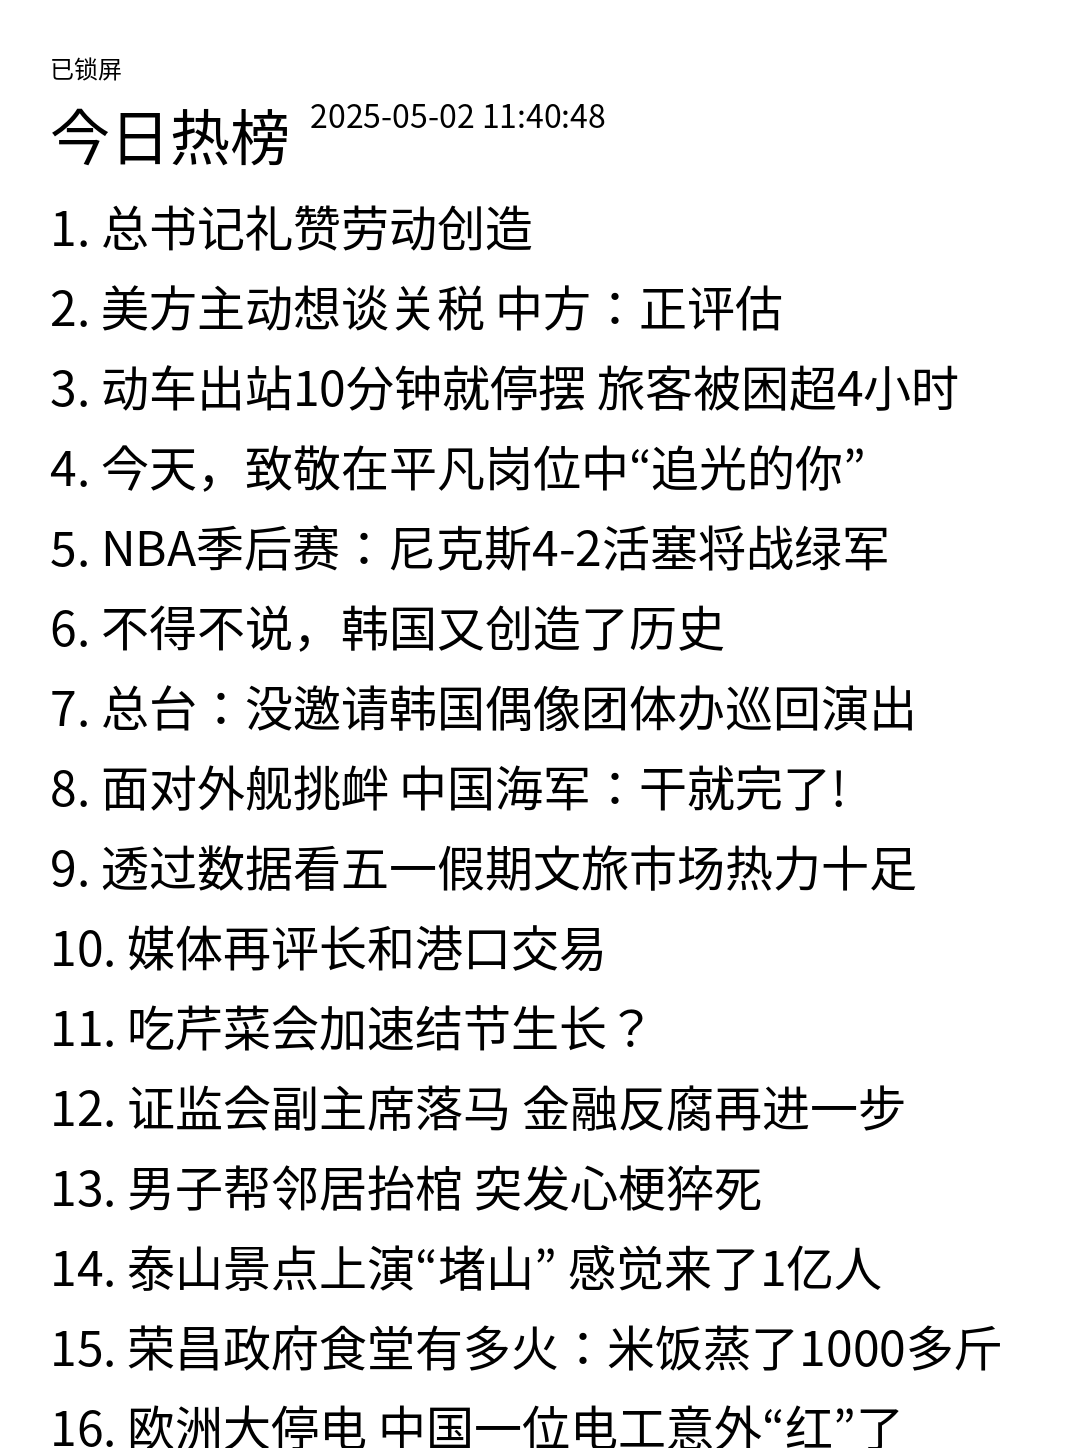 已锁屏
今日热榜 2025-05-02 11:40:48
1. 总书记礼赞劳动创造
2. 美方主动想谈关税 中方：正评估
3. 动车出站10分钟就停摆 旅客被困超4小时
4. 今天，致敬在平凡岗位中“追光的你”
5. NBA季后赛：尼克斯4-2活塞将战绿军
6. 不得不说，韩国又创造了历史
7. 总台：没邀请韩国偶像团体办巡回演出
8. 面对外舰挑衅 中国海军：干就完了!
9. 透过数据看五一假期文旅市场热力十足
10. 媒体再评长和港口交易
11. 吃芹菜会加速结节生长？
12. 证监会副主席落马 金融反腐再进一步
13. 男子帮邻居抬棺 突发心梗猝死
14. 泰山景点上演“堵山” 感觉来了1亿人
15. 荣昌政府食堂有多火：米饭蒸了1000多斤
16. 欧洲大停电 中国一位电工意外“红”了